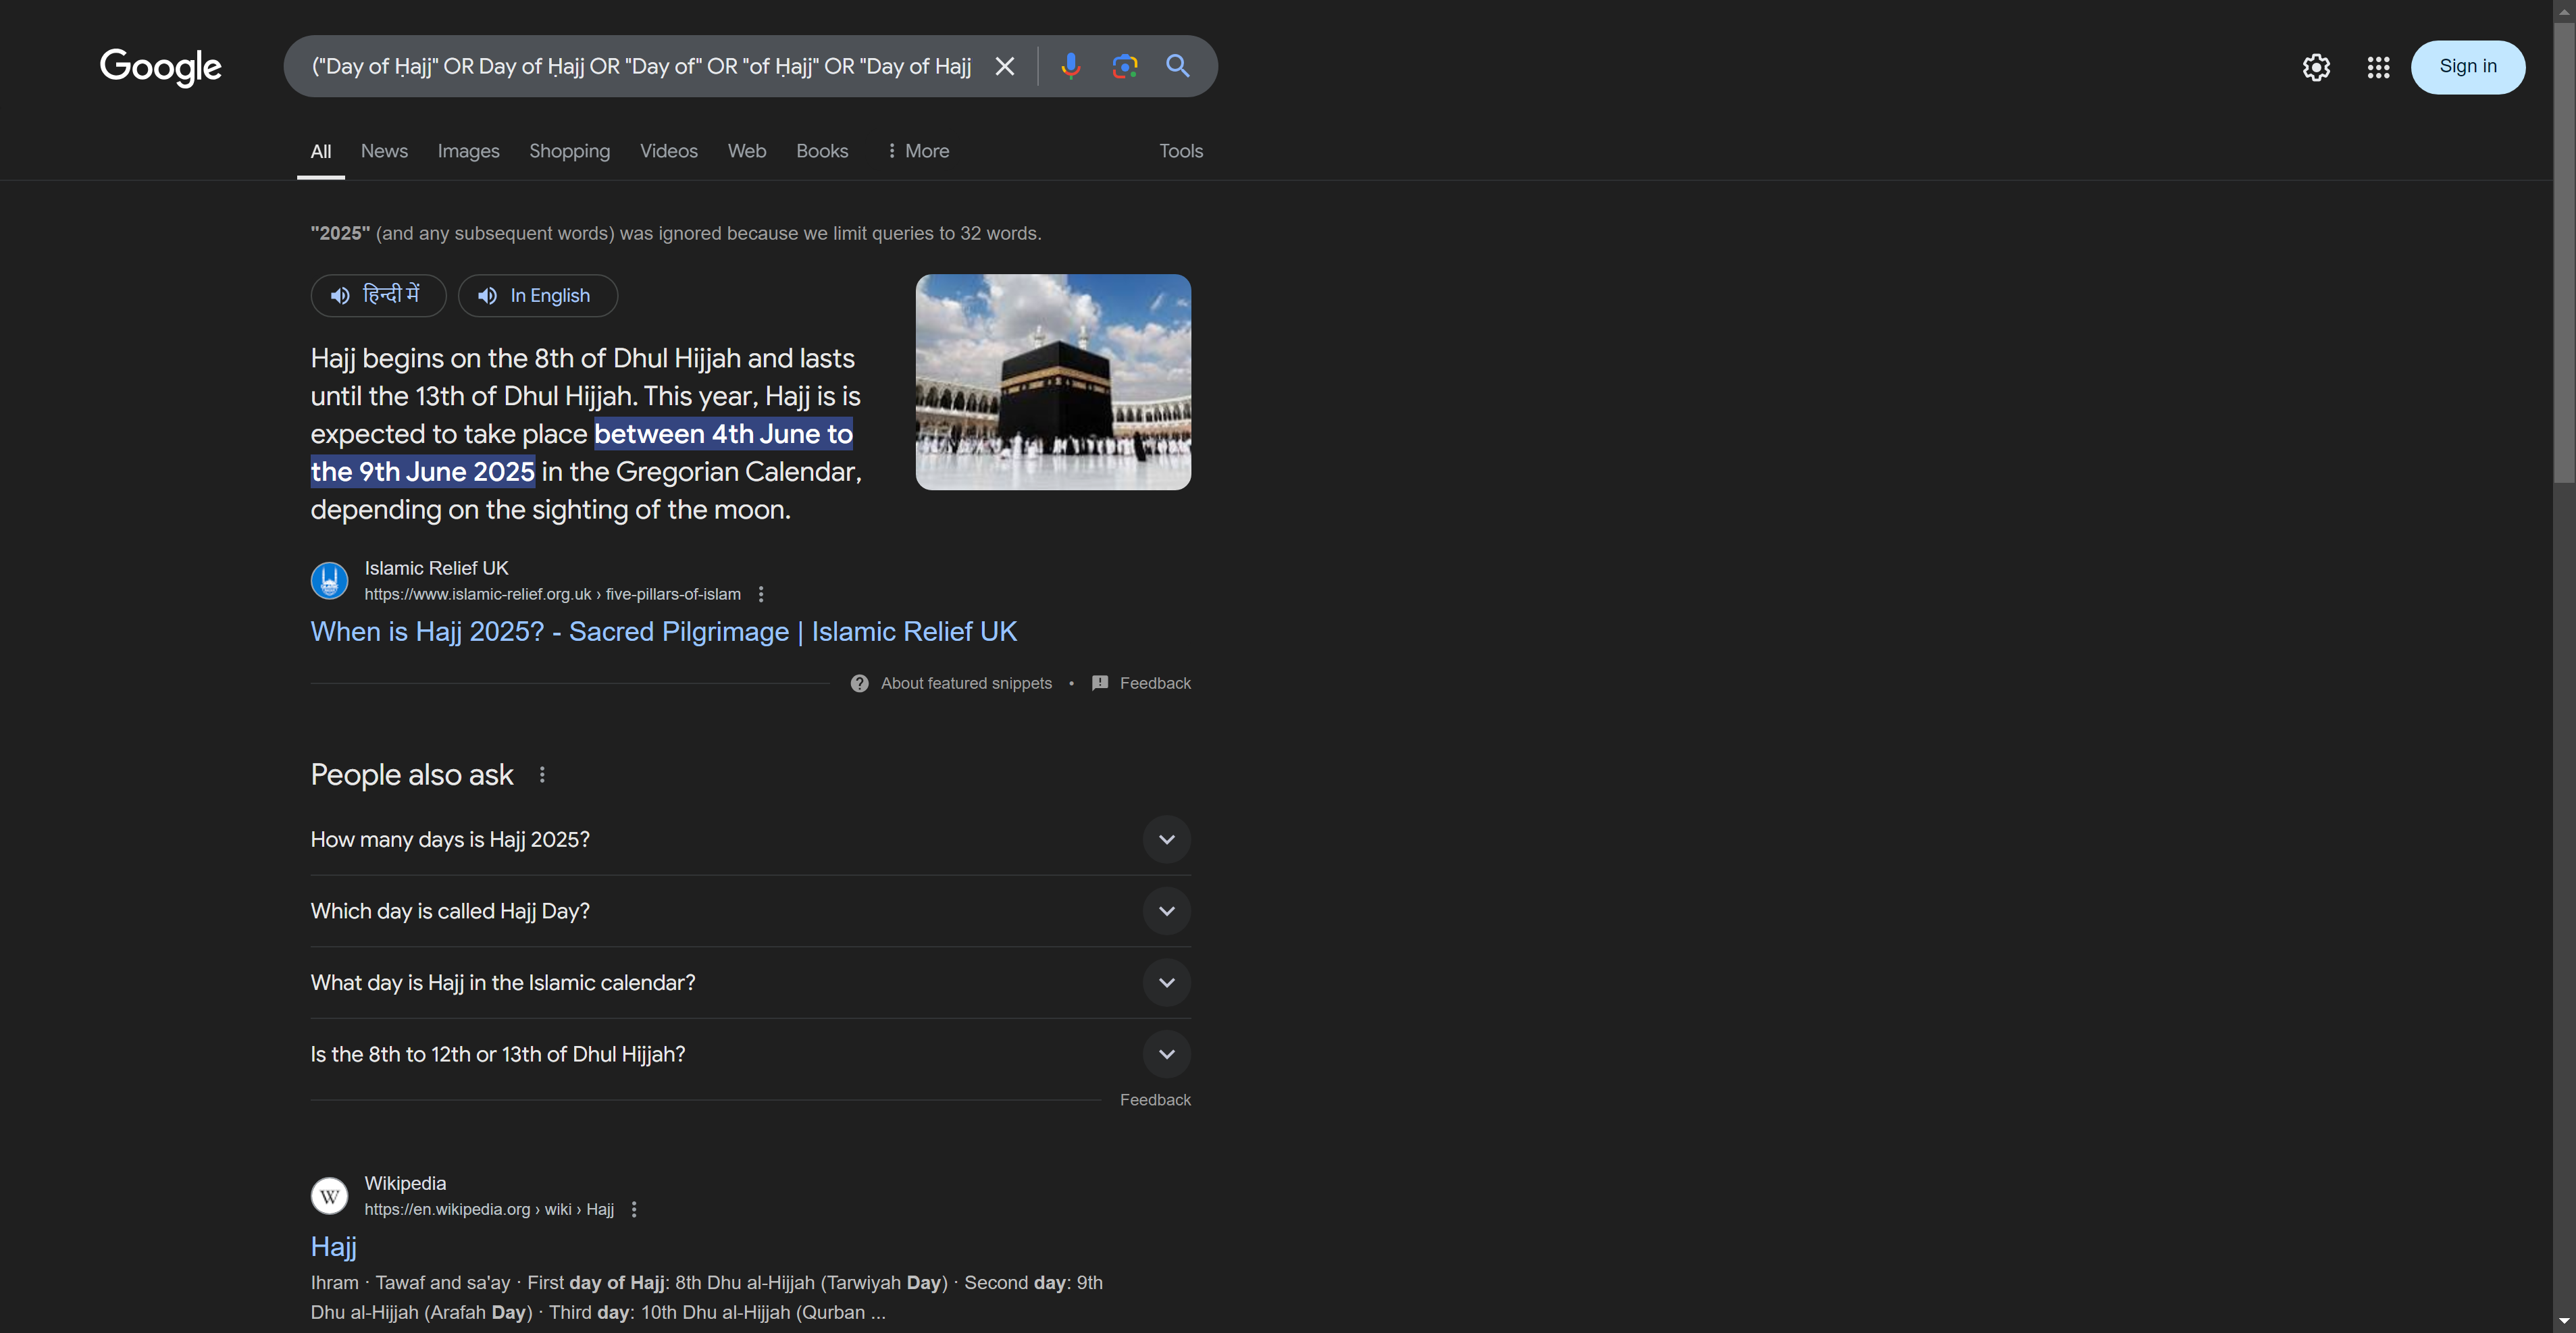 Google
("Day of Ḥajj" OR Day of Ḥajj OR "Day of" OR "of Ḥajj" OR "Day of Hajj
Sign in
All News Images Shopping Videos Web Books More Tools
"2025" (and any subsequent words) was ignored because we limit queries to 32 words.
हिन्दी में In English
Hajj begins on the 8th of Dhul Hijjah and lasts
until the 13th of Dhul Hijjah. This year, Hajj is is
expected to take place between 4th June to
the 9th June 2025 in the Gregorian Calendar,
depending on the sighting of the moon.
Islamic Relief UK
https://www.islamic-relief.org.uk › five-pillars-of-islam
When is Hajj 2025? - Sacred Pilgrimage | Islamic Relief UK
About featured snippets • Feedback
People also ask
How many days is Hajj 2025?
Which day is called Hajj Day?
What day is Hajj in the Islamic calendar?
Is the 8th to 12th or 13th of Dhul Hijjah?
Feedback
W
Wikipedia
https://en.wikipedia.org › wiki › Hajj
Hajj
Ihram · Tawaf and sa'ay · First day of Hajj: 8th Dhu al-Hijjah (Tarwiyah Day) · Second day: 9th
Dhu al-Hijjah (Arafah Day) · Third day: 10th Dhu al-Hijjah (Qurban ...